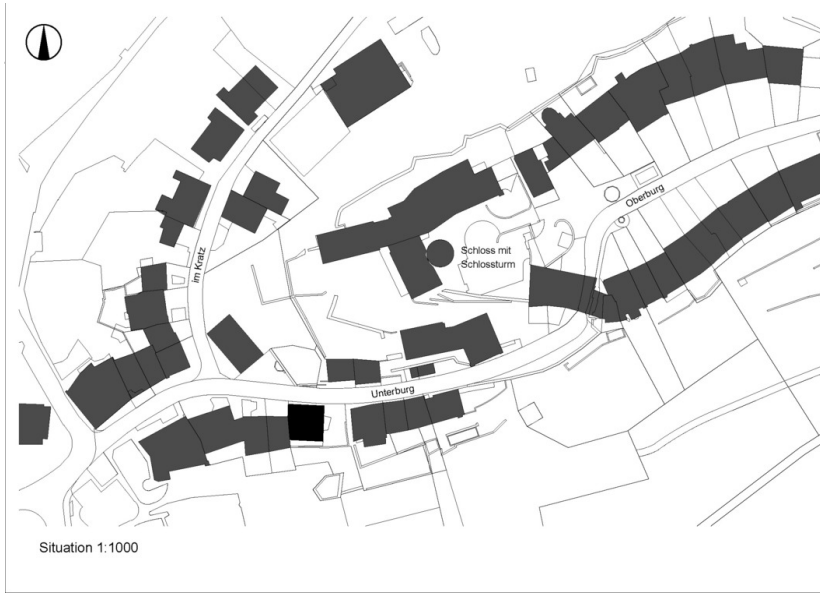 Oberburg
im Kratz
Schloss mit
Schlossturm
Unterburg
Situation 1:1000